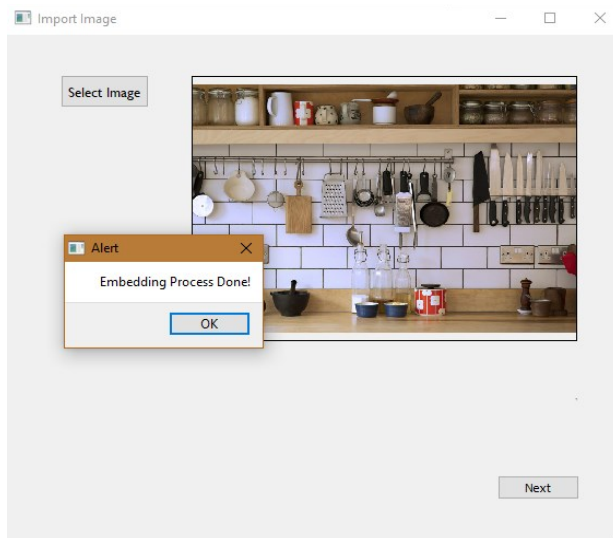 Import Image
Select Image
Alert
Embedding Process Done!
OK
Next